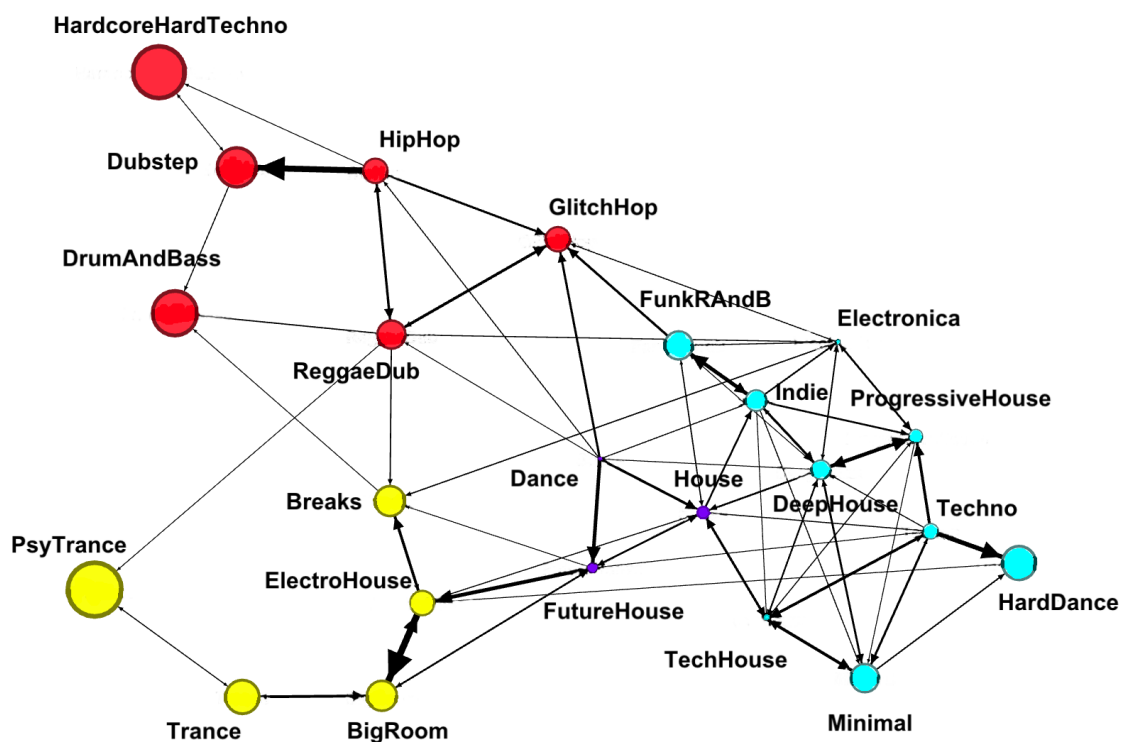 HardcoreHardTechno
HipHop
Dubstep
GlitchHop
DrumAndBass
FunkRAndB
Electronica
ReggaeDub
Indie
ProgressiveHouse
Dance
House
Breaks
DeepHouse
Techno
PsyTrance
ElectroHouse
HardDance
FutureHouse
TechHouse
Trance
BigRoom
Minimal